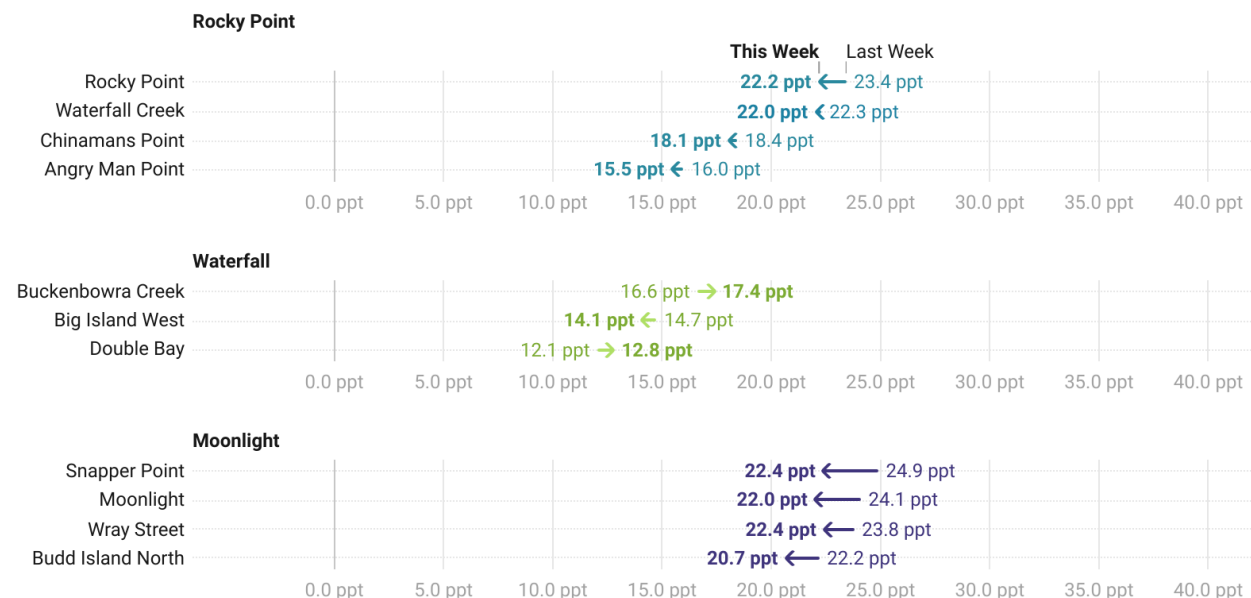 Rocky Point
This Week Last Week
Rocky Point 22.2 ppt 23.4 ppt
Waterfall Creek 22.0 ppt 22.3 ppt
Chinamans Point 18.1 ppt 18.4 ppt
Angry Man Point 15.5 ppt 16.0 ppt
0.0 ppt 5.0 ppt 10.0 ppt 15.0 ppt 20.0 ppt 25.0 ppt 30.0 ppt 35.0 ppt 40.0 ppt
Waterfall
Buckenbowra Creek 16.6 ppt 17.4 ppt
Big Island West 14.1 ppt 14.7 ppt
Double Bay 12.1 ppt 12.8 ppt
0.0 ppt 5.0 ppt 10.0 ppt 15.0 ppt 20.0 ppt 25.0 ppt 30.0 ppt 35.0 ppt 40.0 ppt
Moonlight
Snapper Point 22.4 ppt 24.9 ppt
Moonlight 22.0 ppt 24.1 ppt
Wray Street 22.4 ppt 23.8 ppt
Budd Island North 20.7 ppt 22.2 ppt
0.0 ppt 5.0 ppt 10.0 ppt 15.0 ppt 20.0 ppt 25.0 ppt 30.0 ppt 35.0 ppt 40.0 ppt